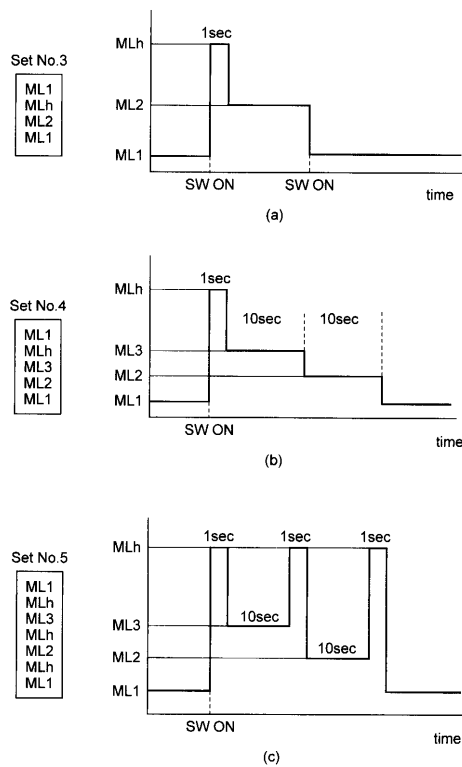 Set No.3
ML1
MLh
ML2
ML1
MLh
1sec
ML2
ML1
SW ON
SW ON
time
(a)
Set No.4
ML1
MLh
ML3
ML2
ML1
MLh
1sec
10sec
10sec
ML3
ML2
ML1
SW ON
time
(b)
Set No.5
ML1
MLh
ML3
MLh
ML2
MLh
ML1
1sec
1sec
1sec
MLh
ML3
10sec
ML2
10sec
ML1
SW ON
time
(c)